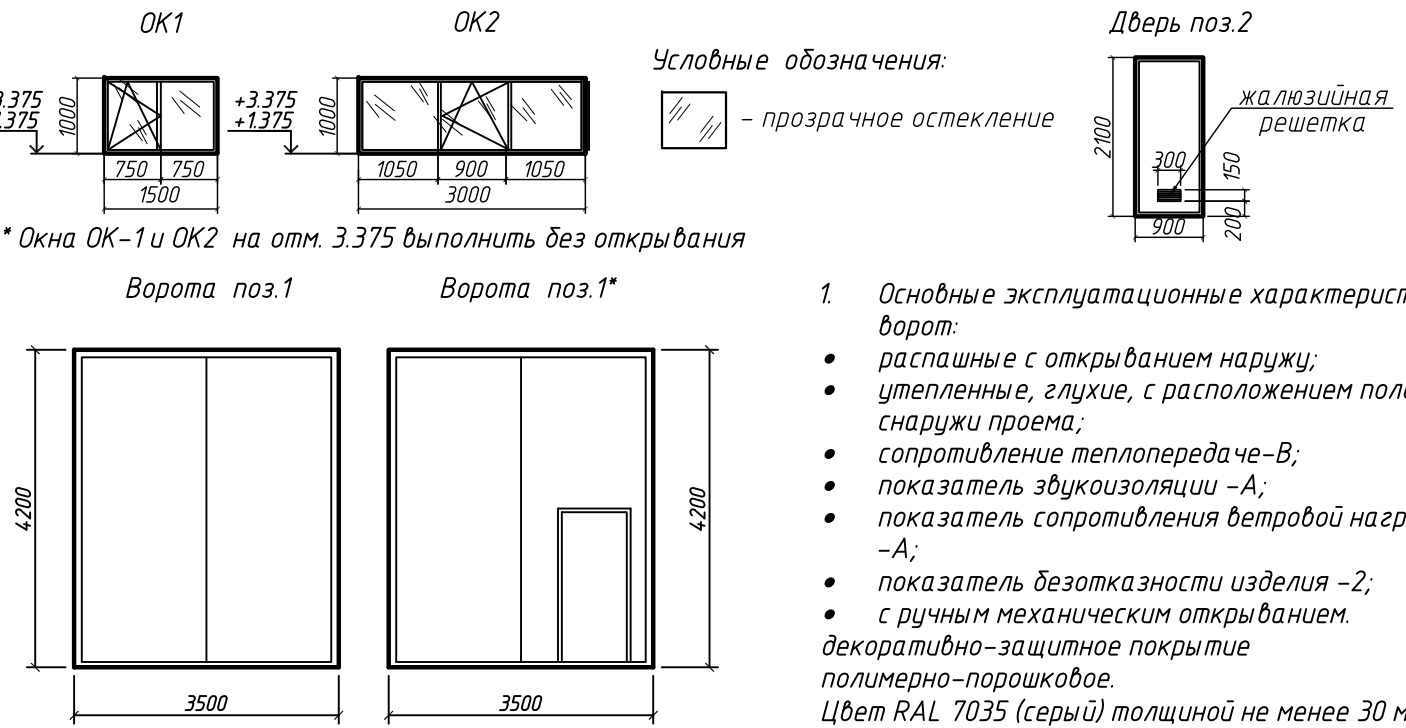 ОК1
ОК2
Дверь поз.2
Условные обозначения:
- прозрачное остекление
3.375
.375
1000
750
750
1500
+3.375
+1.375
1000
1050
900
1050
3000
2100
300
150
200
900
жалюзийная
решетка
* Окна ОК-1 и ОК2 на отм. 3.375 выполнить без открывания
Ворота поз.1
Ворота поз.1*
4200
3500
4200
3500
1. Основные эксплуатационные характерист
ворот:
• распашные с открыванием наружу;
• утепленные, глухие, с расположением поло
снаружи проема;
• сопротивление теплопередаче-В;
• показатель звукоизоляции -А;
• показатель сопротивления ветровой нагр
-А;
• показатель безотказности изделия -2;
• с ручным механическим открыванием.
декоративно-защитное покрытие
полимерно-порошковое.
Цвет RAL 7035 (серый) толщиной не менее 30 м